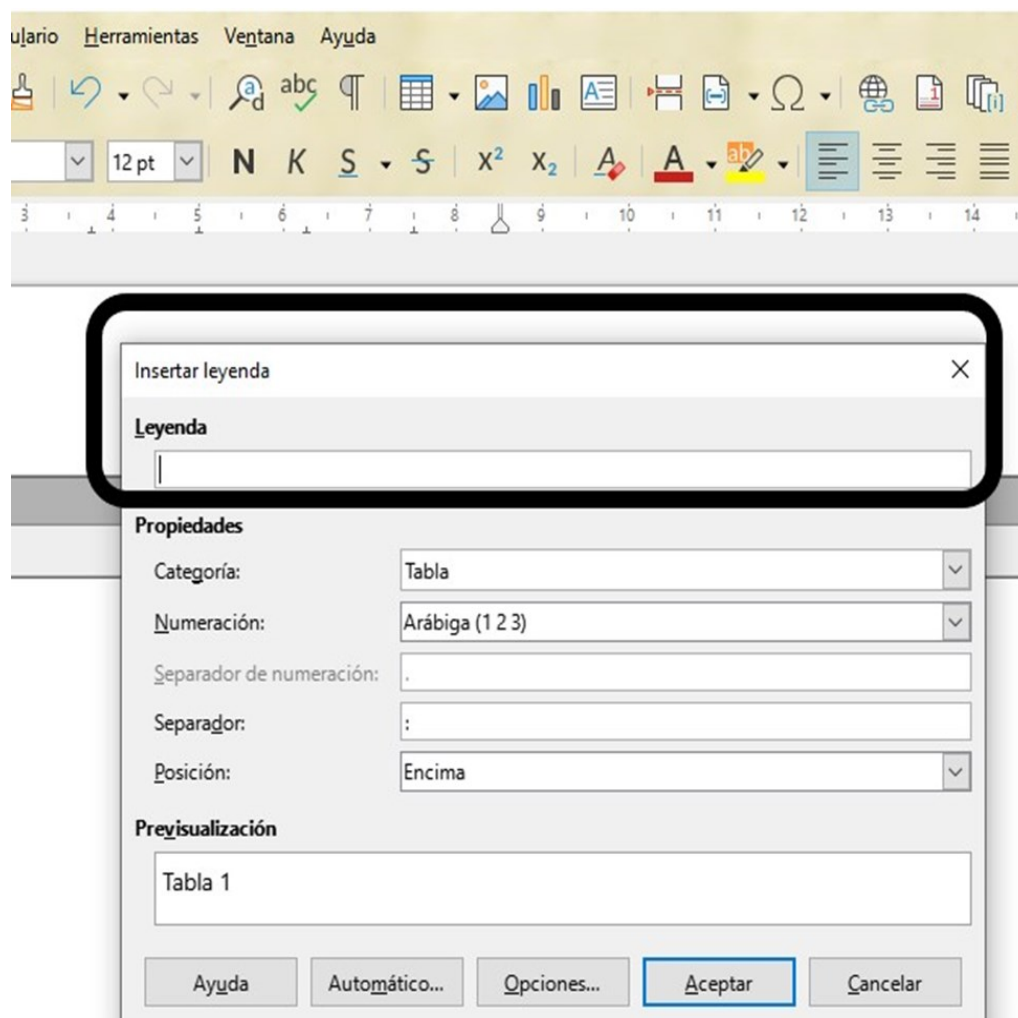 ulario Herramientas Ventana Ayuda
abc
12 pt N K S S X² X₂ A A ab
3 4 5 6 7 8 9 10 11 12 13 14
Insertar leyenda
Leyenda
Propiedades
Categoría: Tabla
Numeración: Arábiga (1 2 3)
Separador de numeración: .
Separador: :
Posición: Encima
Previsualización
Tabla 1
Ayuda Automático... Opciones... Aceptar Cancelar